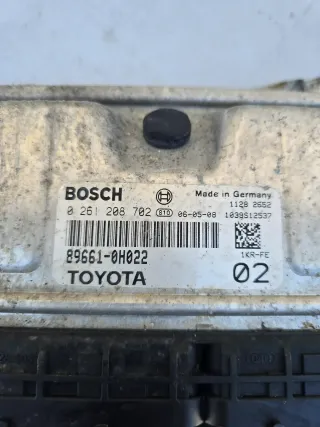 BOSCH Made in Germany
1128 2652
0 261 208 702 810 06-05-08 1039S12537
89661-0H022 1KR-FE
TOYOTA 02